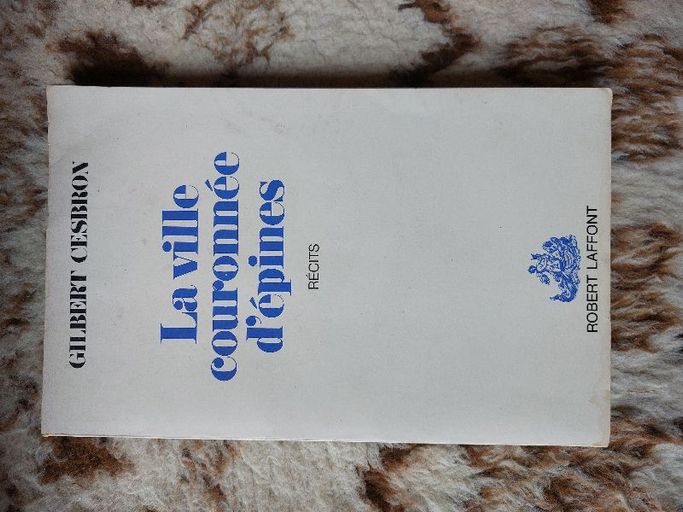 GILBERT CESBRON
La ville
couronnée
d'épines
RÉCITS
ROBERT LAFFONT